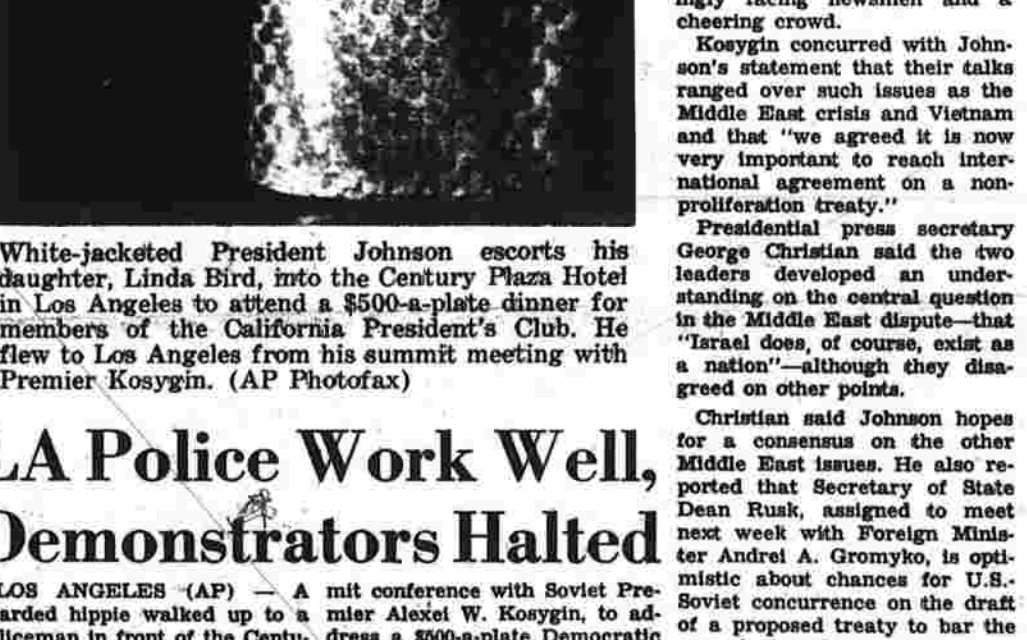 White-jacketed President Johnson escorts his
daughter, Linda Bird, into the Century Plaza Hotel
in Los Angeles to attend a $500-a-plate dinner for
members of the California President's Club. He
flew to Los Angeles from his summit meeting with
Premier Kosygin. (AP Photofax)
LA Police Work Well,
Demonstrators Halted
LOS ANGELES (AP) — A
arded hippie walked up to a
liceman in front of the Centu-
mit conference with Soviet Pre-
mier Alexei W. Kosygin, to ad-
dress a $500-a-plate Democratic
ingly facing newsmen and a
cheering crowd.
Kosygin concurred with John-
son's statement that their talks
ranged over such issues as the
Middle East crisis and Vietnam
and that "we agreed it is now
very important to reach inter-
national agreement on a non-
proliferation treaty."
Presidential press secretary
George Christian said the two
leaders developed an under-
standing on the central question
in the Middle East dispute—that
"Israel does, of course, exist as
a nation"—although they disa-
greed on other points.
Christian said Johnson hopes
for a consensus on the other
Middle East issues. He also re-
ported that Secretary of State
Dean Rusk, assigned to meet
next week with Foreign Minis-
ter Andrei A. Gromyko, is opti-
mistic about chances for U.S.-
Soviet concurrence on the draft
of a proposed treaty to bar the